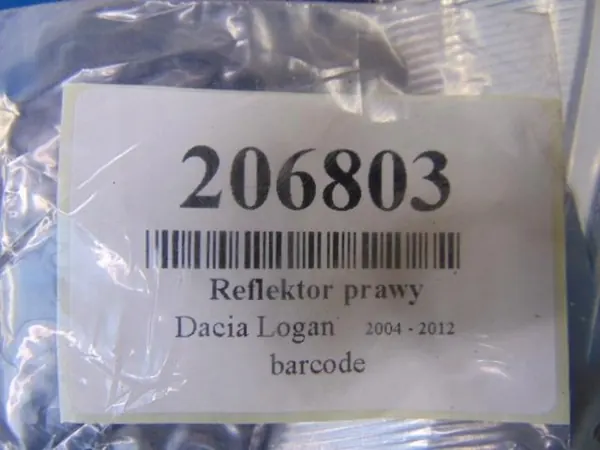 206803
Reflektor prawy
Dacia Logan 2004 - 2012
barcode